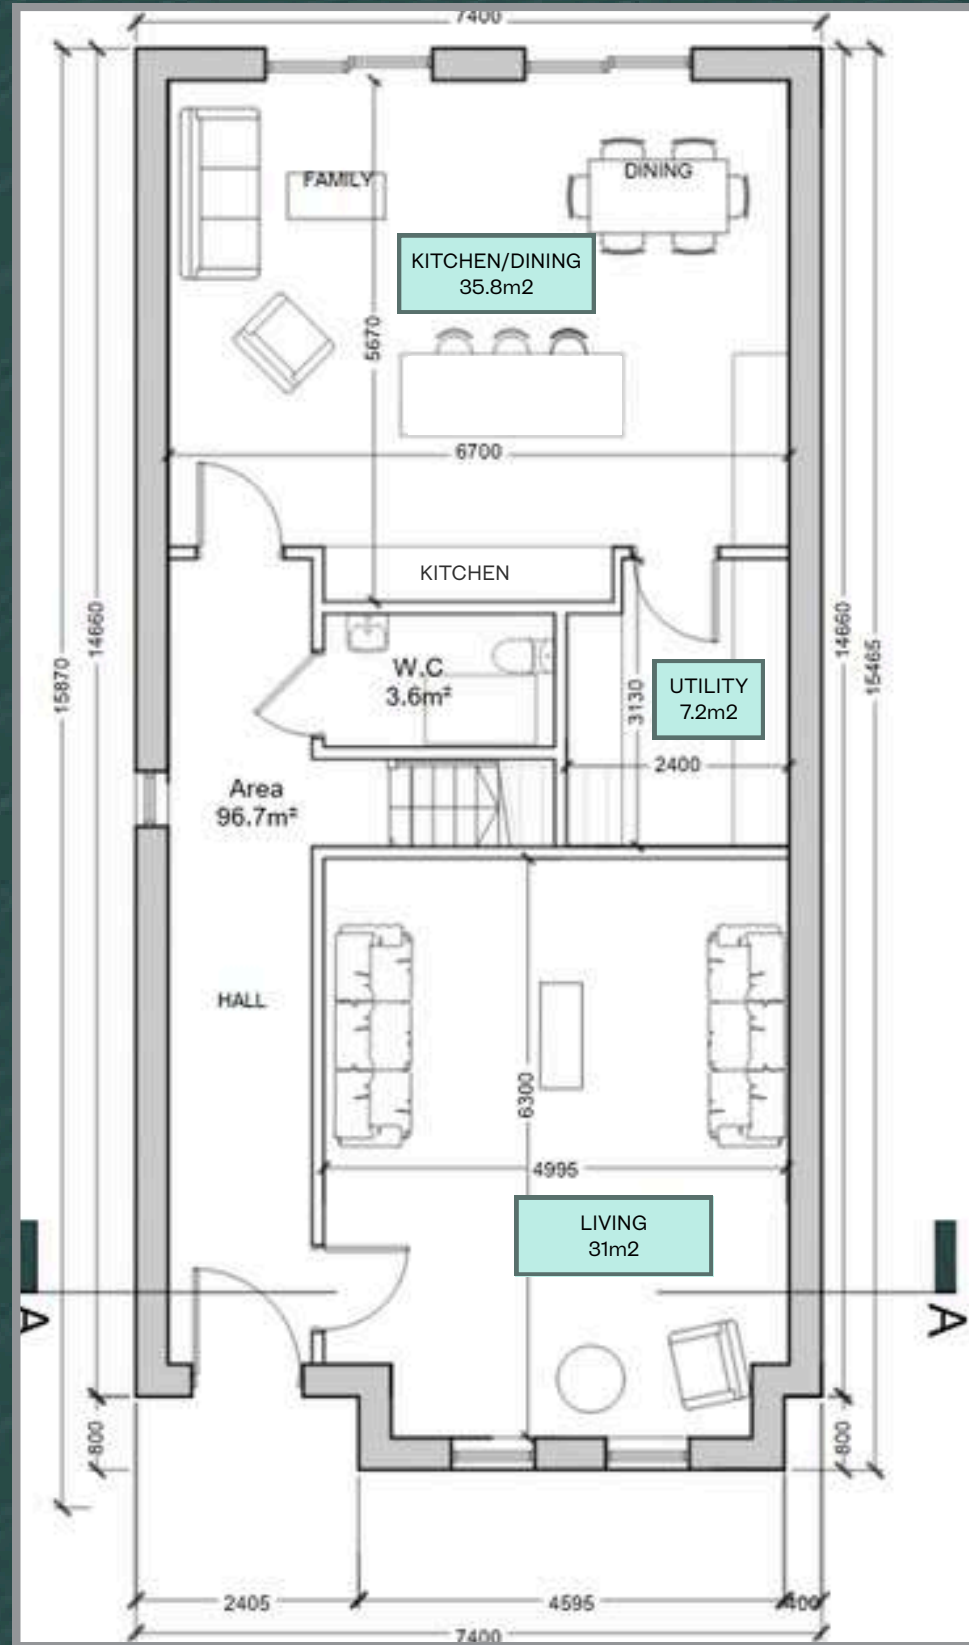 7400
FAMILY
DINING
KITCHEN/DINING
35.8m2
5670
6700
KITCHEN
14660
15870
14660
15465
W.C
3.6m²
UTILITY
7.2m2
3130
2400
Area
96.7m²
HALL
6300
4995
LIVING
31m2
A
A
800
800
2405
4595
400
7400